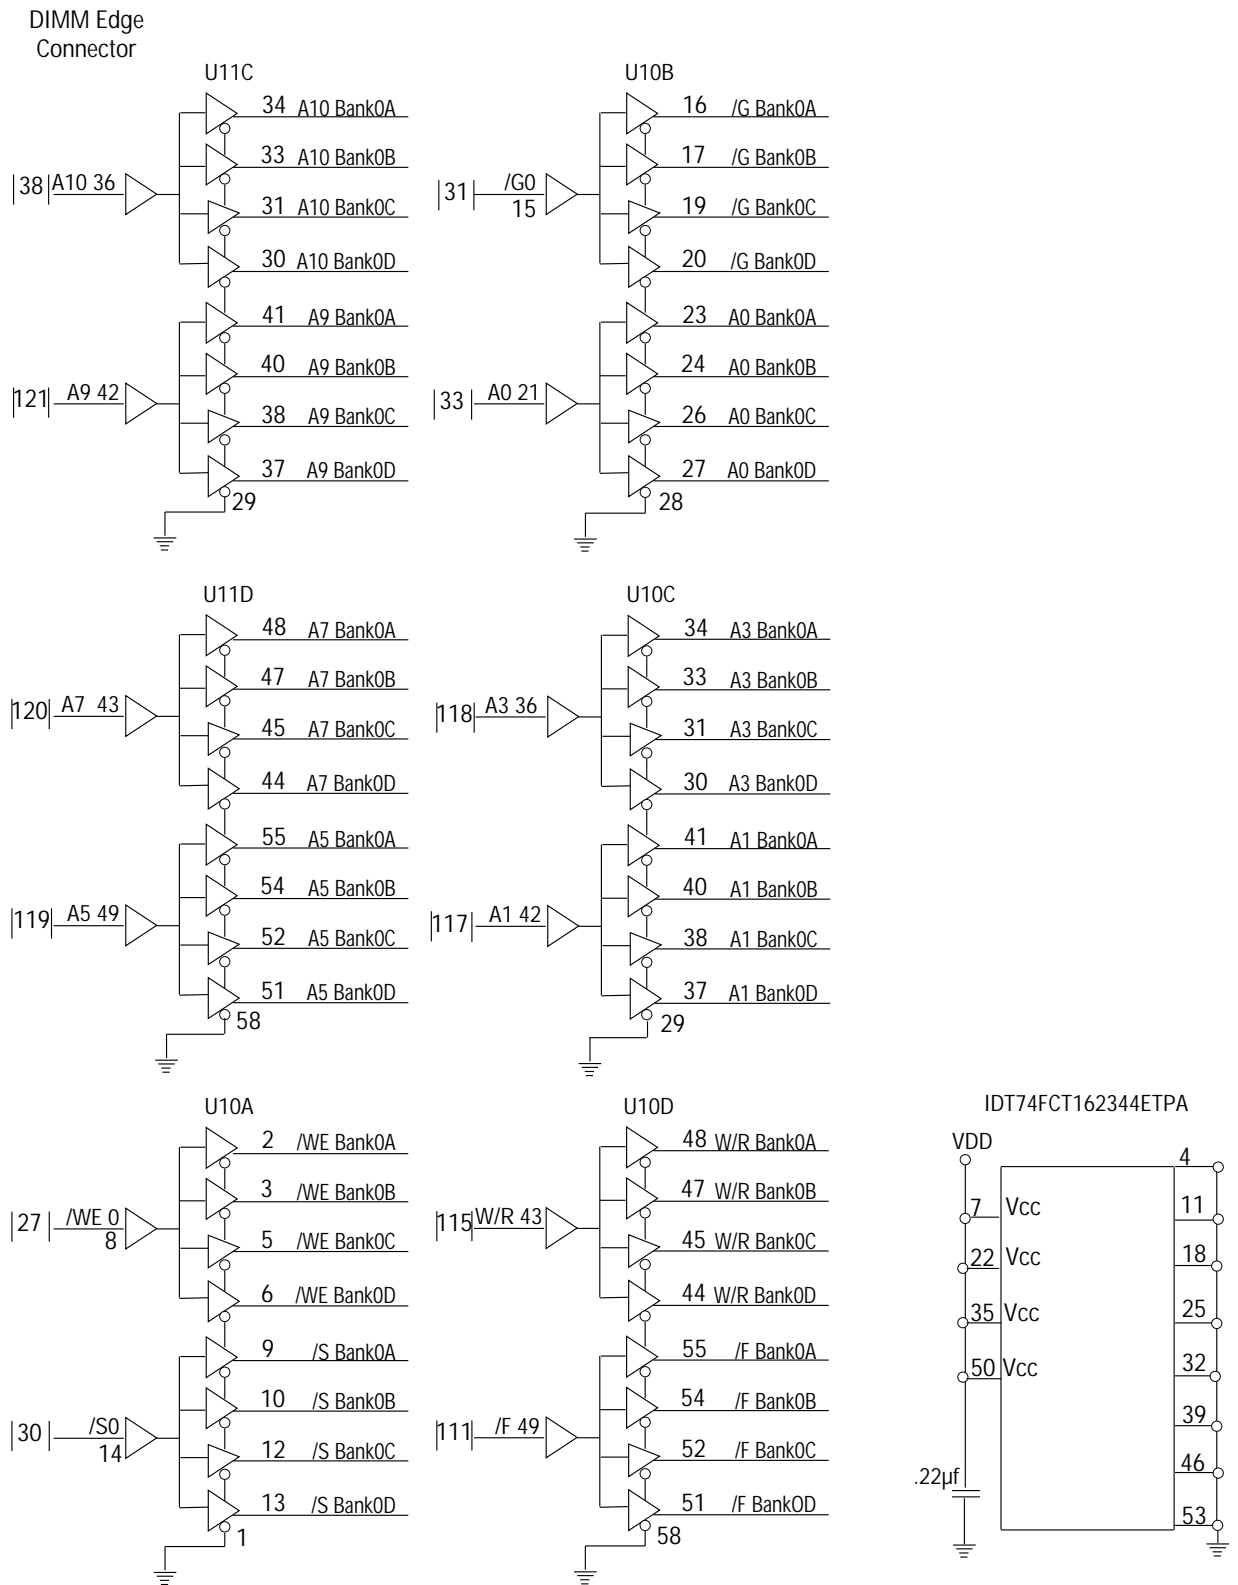 DIMM Edge
Connector
U11C
34 A10 Bank0A
33 A10 Bank0B
|38| A10 36
31 A10 Bank0C
30 A10 Bank0D
41 A9 Bank0A
40 A9 Bank0B
|121| A9 42
38 A9 Bank0C
37 A9 Bank0D
29
U10B
16 /G Bank0A
17 /G Bank0B
|31| /G0
15
19 /G Bank0C
20 /G Bank0D
23 A0 Bank0A
24 A0 Bank0B
|33| A0 21
26 A0 Bank0C
27 A0 Bank0D
28
U11D
48 A7 Bank0A
47 A7 Bank0B
|120| A7 43
45 A7 Bank0C
44 A7 Bank0D
55 A5 Bank0A
54 A5 Bank0B
|119| A5 49
52 A5 Bank0C
51 A5 Bank0D
58
U10C
34 A3 Bank0A
33 A3 Bank0B
|118| A3 36
31 A3 Bank0C
30 A3 Bank0D
41 A1 Bank0A
40 A1 Bank0B
|117| A1 42
38 A1 Bank0C
37 A1 Bank0D
29
U10A
2 /WE Bank0A
3 /WE Bank0B
|27| /WE 0
8
5 /WE Bank0C
6 /WE Bank0D
9 /S Bank0A
10 /S Bank0B
|30| /S0
14
12 /S Bank0C
13 /S Bank0D
1
U10D
48 W/R Bank0A
47 W/R Bank0B
|115| W/R 43
45 W/R Bank0C
44 W/R Bank0D
55 /F Bank0A
54 /F Bank0B
|111| /F 49
52 /F Bank0C
51 /F BankOD
58
IDT74FCT162344ETPA
VDD
4
7 Vcc 11
22 Vcc 18
35 Vcc 25
50 Vcc 32
39
46
.22µf
53